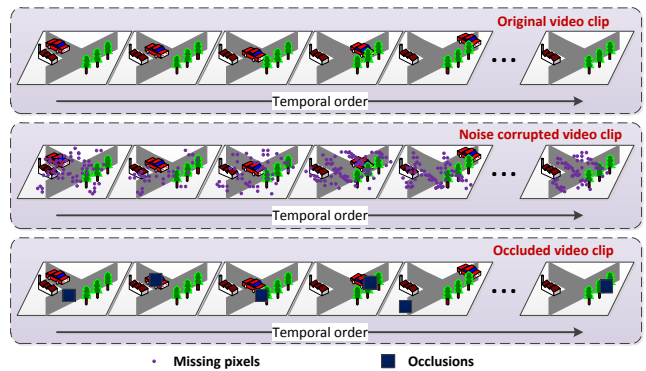 Original video clip
Temporal order
Noise corrupted video clip
Temporal order
Occluded video clip
Temporal order
Missing pixels
Occlusions